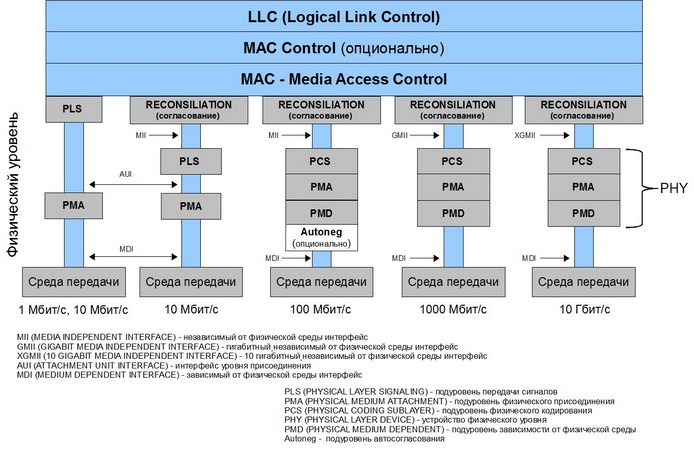 LLC (Logical Link Control)
MAC Control (опционально)
MAC - Media Access Control
Физический уровень
PLS
RECONSILIATION
(согласование)
RECONSILIATION
(согласование)
RECONSILIATION
(согласование)
RECONSILIATION
(согласование)
MII
MII
GMII
XGMII
PLS
PCS
PCS
PCS
AUI
PMA
PMA
PMA
PHY
PMA
PMA
PMD
PMD
PMD
Autoneg
(опционально)
MDI
MDI
MDI
MDI
Среда передачи
Среда передачи
Среда передачи
Среда передачи
Среда передачи
1 Мбит/с, 10 Мбит/с
10 Мбит/с
100 Мбит/с
1000 Мбит/с
10 Гбит/с
MII (MEDIA INDEPENDENT INTERFACE) - независимый от физической среды интерфейс
GMII (GIGABIT MEDIA INDEPENDENT INTERFACE) - гигабитный независимый от физической среды интерфейс
XGMII (10 GIGABIT MEDIA INDEPENDENT INTERFACE) - 10 гигабитный независимый от физической среды интерфейс
AUI (ATTACHMENT UNIT INTERFACE) - интерфейс уровня присоединения
MDI (MEDIUM DEPENDENT INTERFACE) - зависимый от физической среды интерфейс
PLS (PHYSICAL LAYER SIGNALING) - подуровень передачи сигналов
PMA (PHYSICAL MEDIUM ATTACHMENT) - подуровень физического присоединения
PCS (PHYSICAL CODING SUBLAYER) - подуровень физического кодирования
PHY (PHYSICAL LAYER DEVICE) - устройство физического уровня
PMD (PHYSICAL MEDIUM DEPENDENT) - подуровень зависимости от физической среды
Autoneg - подуровень автосогласования